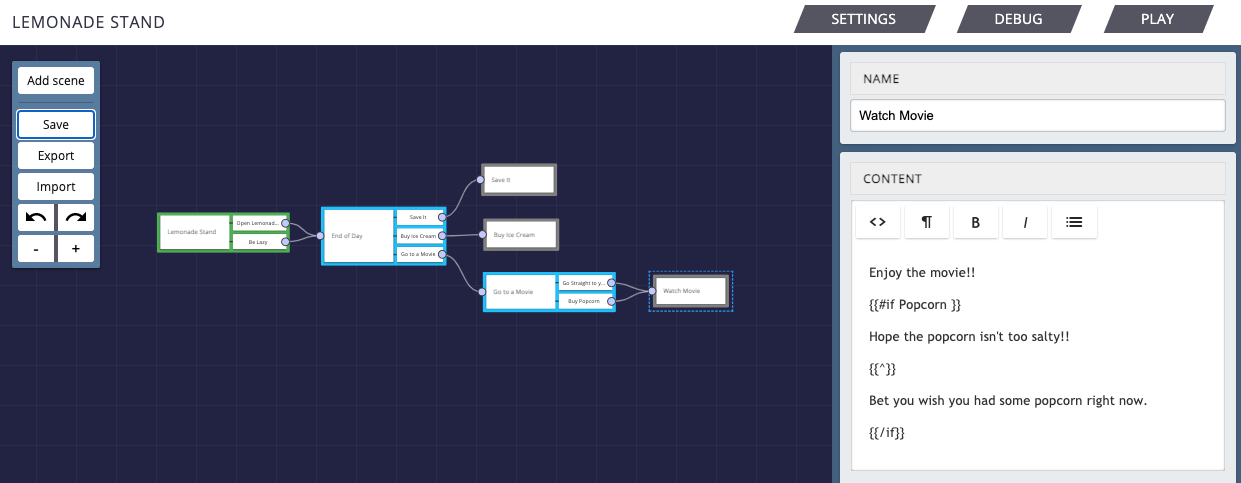 LEMONADE STAND
SETTINGS
DEBUG
PLAY
Add scene
Save
Export
Import
-
+
Lemonade Stand
Open Lemonad...
Be Lazy
End of Day
Save It
Buy Ice Cream
Go to a Movie
Save It
Buy Ice Cream
Go to a Movie
Go Straight to y...
Buy Popcorn
Watch Movie
NAME
Watch Movie
CONTENT
<> ¶ B I
Enjoy the movie!!
{{#if Popcorn }}
Hope the popcorn isn't too salty!!
{{^}}
Bet you wish you had some popcorn right now.
{{/if}}